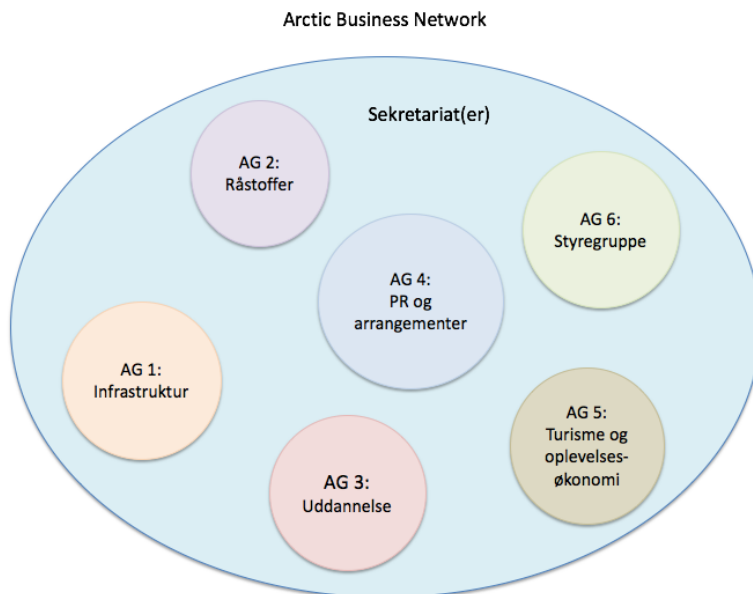 Arctic Business Network
Sekretariat(er)
AG 2:
Råstoffer
AG 6:
Styregruppe
AG 4:
PR og
arrangementer
AG 1:
Infrastruktur
AG 5:
Turisme og
oplevelses-
økonomi
AG 3:
Uddannelse